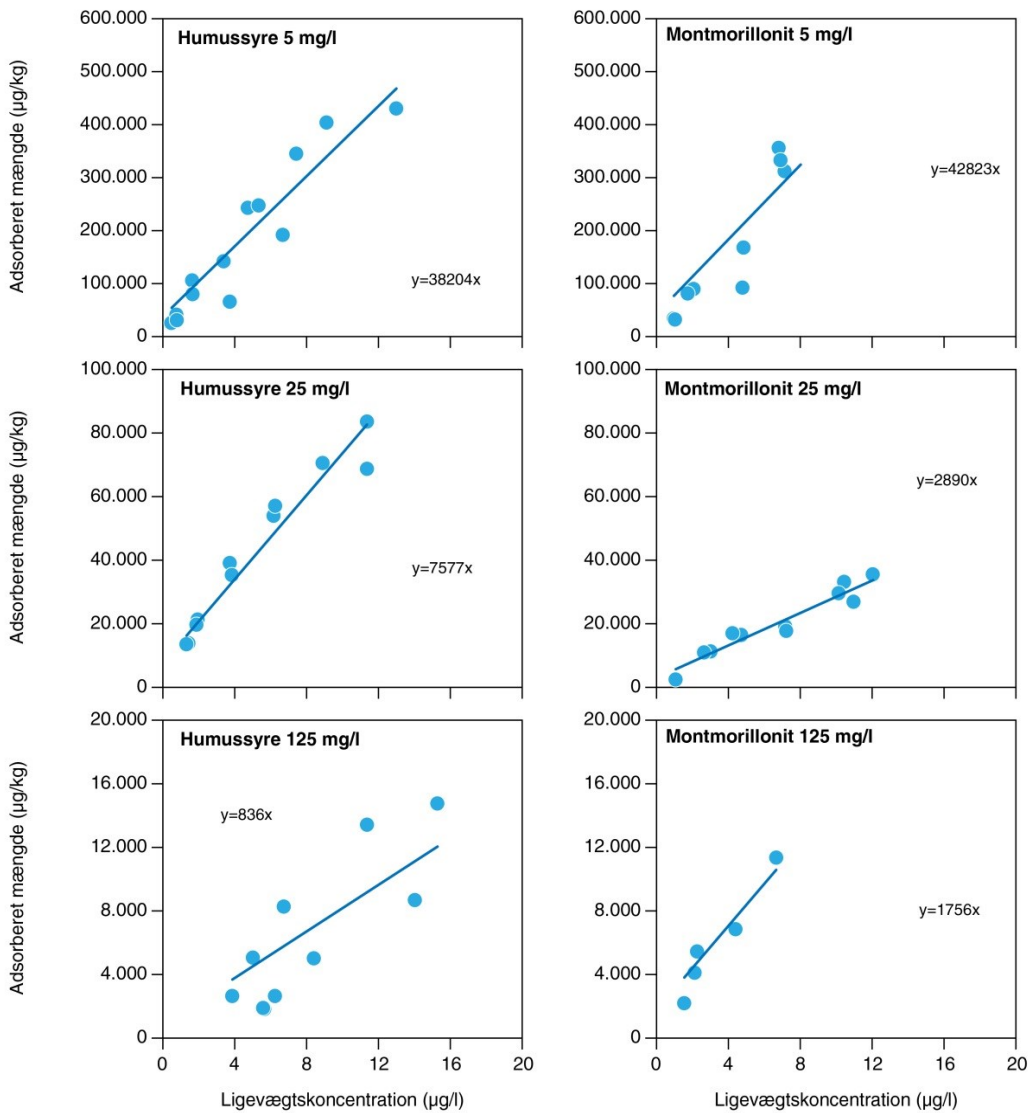 Humussyre 5 mg/l
Adsorberet mængde (µg/kg)
600.000
500.000
400.000
300.000
200.000
100.000
0
y=38204x
Montmorillonit 5 mg/l
600.000
500.000
400.000
300.000
200.000
100.000
0
0 4 8 12 16 20
y=42823x
Humussyre 25 mg/l
Adsorberet mængde (µg/kg)
100.000
80.000
60.000
40.000
20.000
0
y=7577x
Montmorillonit 25 mg/l
100.000
80.000
60.000
40.000
20.000
0
y=2890x
Humussyre 125 mg/l
Adsorberet mængde (µg/kg)
20.000
16.000
12.000
8.000
4.000
0
y=836x
0 4 8 12 16 20
Ligevægtskoncentration (µg/l)
Montmorillonit 125 mg/l
20.000
16.000
12.000
8.000
4.000
0
y=1756x
0 4 8 12 16 20
Ligevægtskoncentration (µg/l)